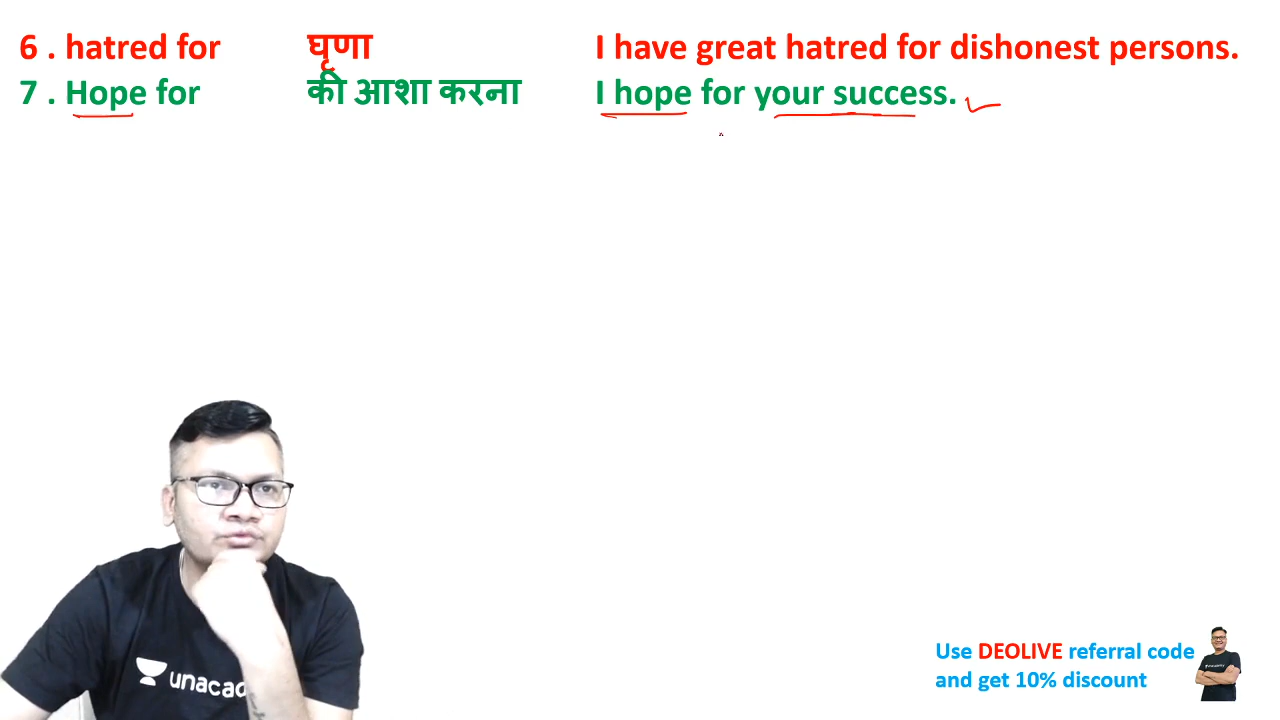 6 . hatred for घृणा I have great hatred for dishonest persons.
7 . Hope for की आशा करना I hope for your success.
unacad
Use DEOLIVE referral code
and get 10% discount